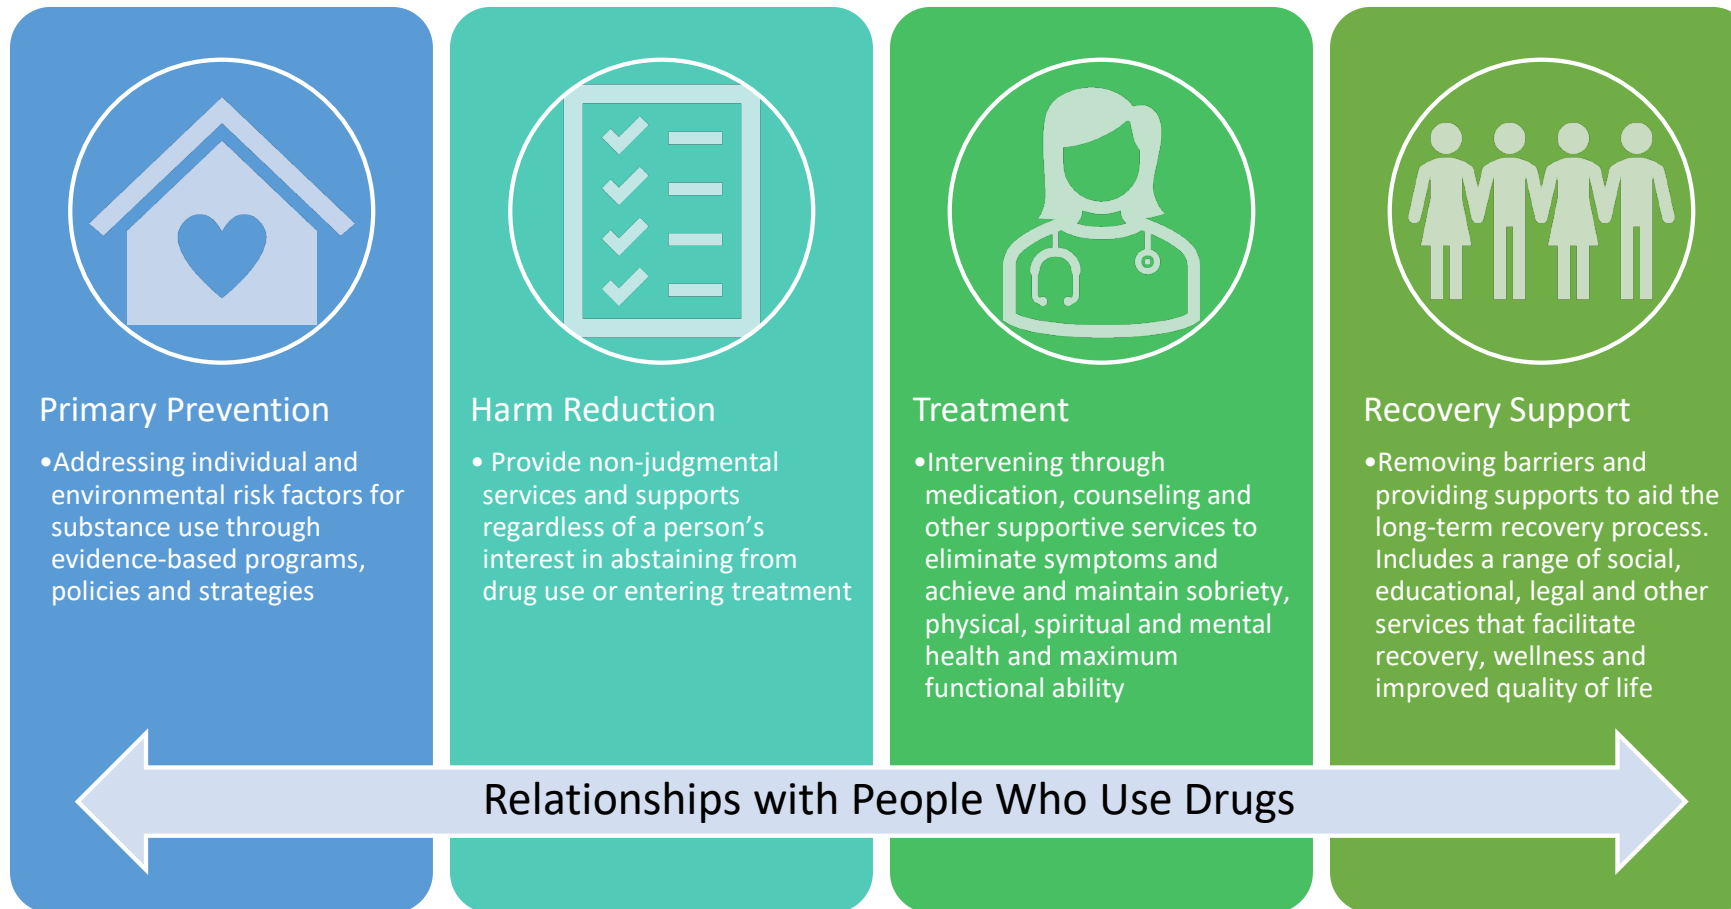 Primary Prevention
•Addressing individual and
environmental risk factors for
substance use through
evidence-based programs,
policies and strategies
Harm Reduction
• Provide non-judgmental
services and supports
regardless of a person’s
interest in abstaining from
drug use or entering treatment
Treatment
•Intervening through
medication, counseling and
other supportive services to
eliminate symptoms and
achieve and maintain sobriety,
physical, spiritual and mental
health and maximum
functional ability
Recovery Support
•Removing barriers and
providing supports to aid the
long-term recovery process.
Includes a range of social,
educational, legal and other
services that facilitate
recovery, wellness and
improved quality of life
Relationships with People Who Use Drugs